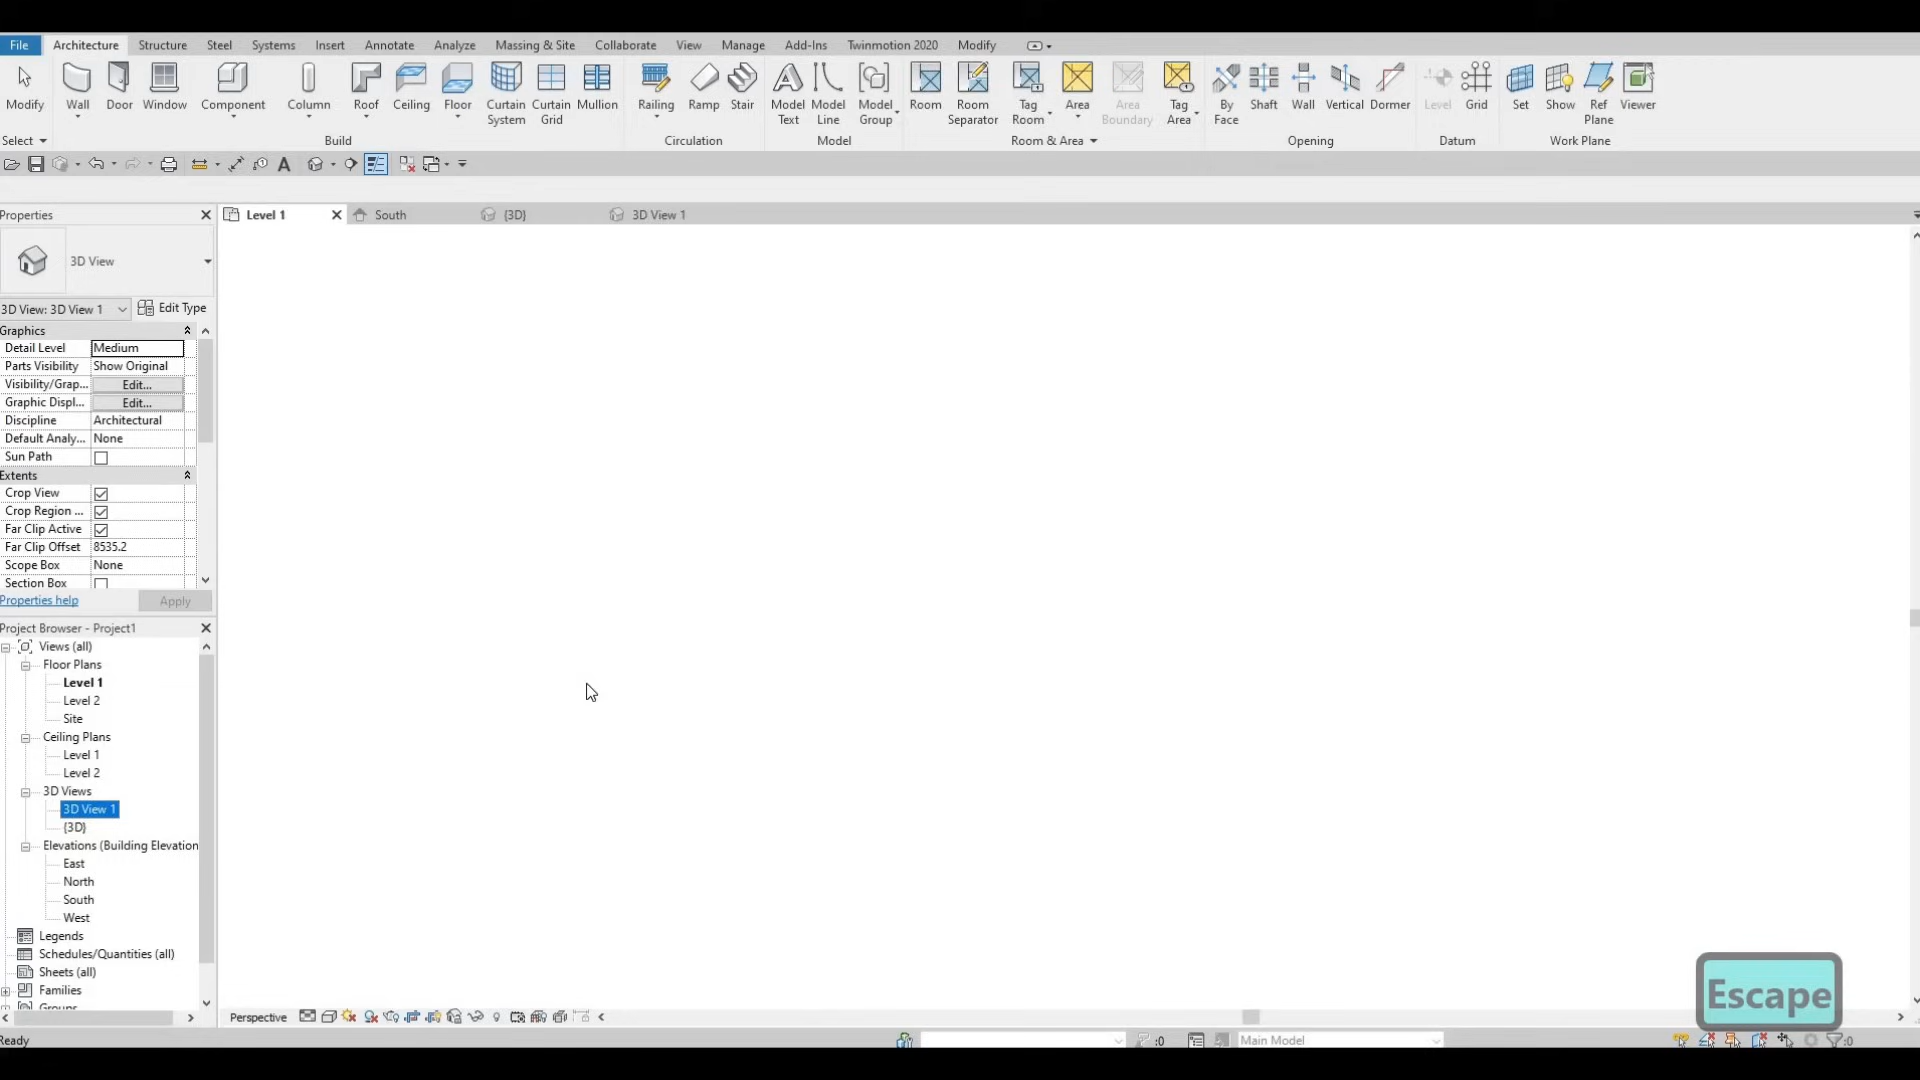 File Architecture Structure Steel Systems Insert Annotate Analyze Massing & Site Collaborate View Manage Add-Ins Twinmotion 2020 Modify
Modify Wall Door Window Component Column Roof Ceiling Floor Curtain System Curtain Grid Mullion Railing Ramp Stair Model Text Model Line Model Group Room Room Separator Tag Room Area Area Boundary Tag Area By Face Shaft Wall Vertical Dormer Level Grid Set Show Ref Plane Viewer
Select Build Circulation Model Room & Area Opening Datum Work Plane
Properties
Level 1 South {3D} 3D View 1
3D View
3D View: 3D View 1 Edit Type
Graphics
Detail Level Medium
Parts Visibility Show Original
Visibility/Grap... Edit...
Graphic Displ... Edit...
Discipline Architectural
Default Analy... None
Sun Path
Extents
Crop View
Crop Region ...
Far Clip Active
Far Clip Offset 8535.2
Scope Box None
Section Box
Properties help Apply
Project Browser - Project1
Views (all)
Floor Plans
Level 1
Level 2
Site
Ceiling Plans
Level 1
Level 2
3D Views
3D View 1
{3D}
Elevations (Building Elevation
East
North
South
West
Legends
Schedules/Quantities (all)
Sheets (all)
Families
Groups
Perspective
Escape
Ready :0 Main Model :0